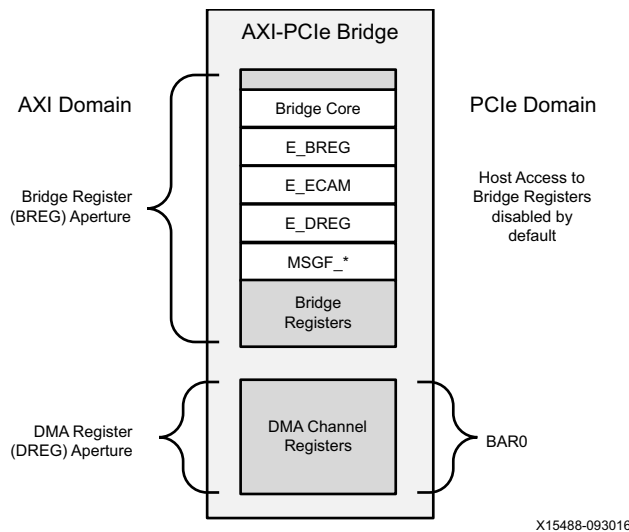 AXI-PCIe Bridge
AXI Domain
PCIe Domain
Bridge Core
E_BREG
E_ECAM
E_DREG
MSGF_*
Bridge
Registers
Bridge Register
(BREG) Aperture
Host Access to
Bridge Registers
disabled by
default
DMA Register
(DREG) Aperture
DMA Channel
Registers
BAR0
X15488-093016